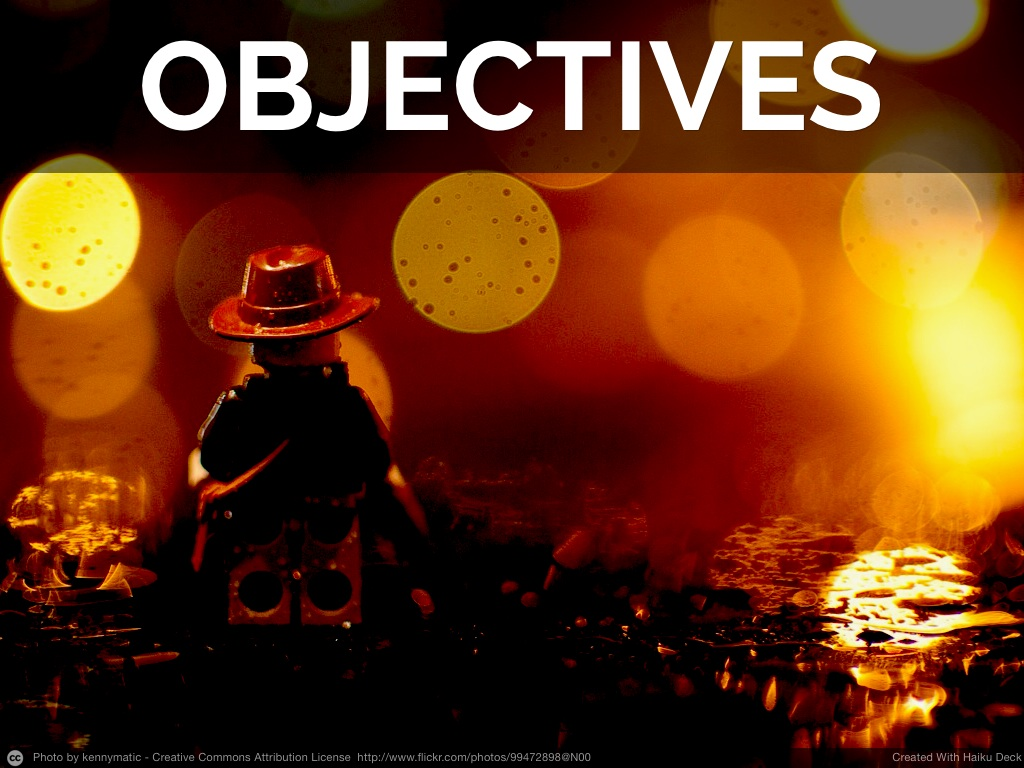 OBJECTIVES
Photo by kennymatic - Creative Commons Attribution License http://www.flickr.com/photos/99472898@N00
Created With Haiku Deck